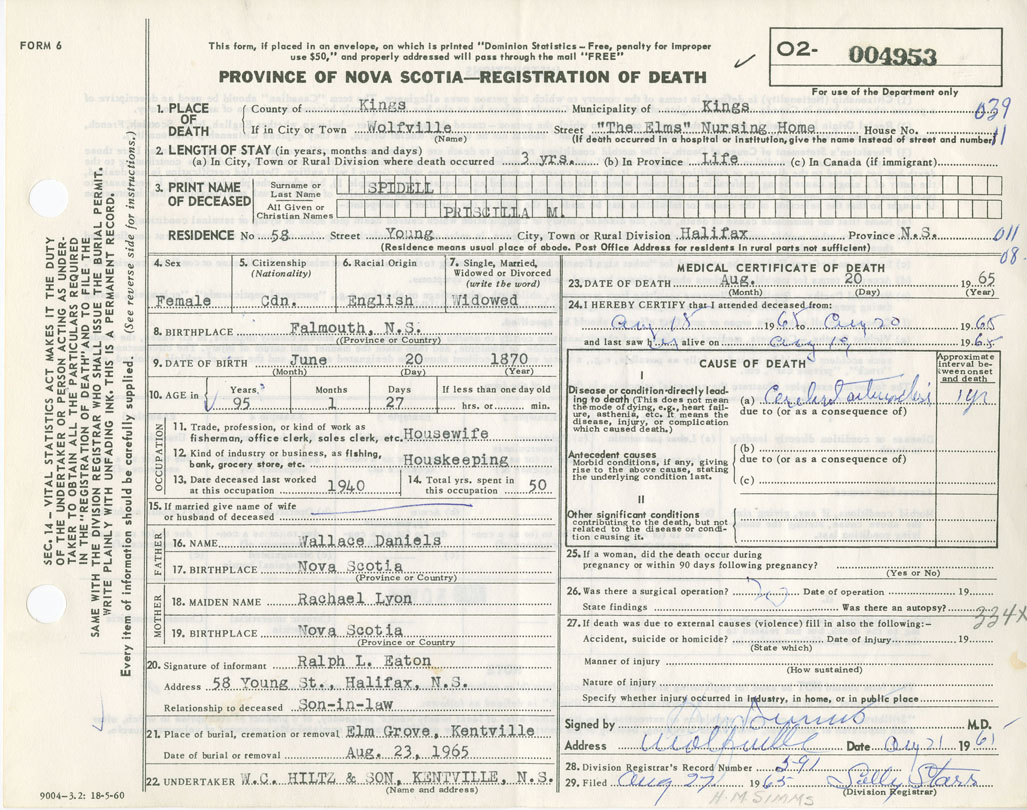 FORM 6
This form, if placed in an envelope, on which is printed "Dominion Statistics – Free, penalty for improper
use $50," and properly addressed will pass through the mail "FREE"
PROVINCE OF NOVA SCOTIA—REGISTRATION OF DEATH
O2- 004953
For use of the Department only
1. PLACE OF DEATH { County of Kings Municipality of Kings 039
If in City or Town Wolfville Street "The Elms" Nursing Home House No. 11
(Name) (If death occurred in a hospital or institution, give the name instead of street and number)
2. LENGTH OF STAY (in years, months and days)
(a) In City, Town or Rural Division where death occurred 3 yrs. (b) In Province Life (c) In Canada (if immigrant)
3. PRINT NAME OF DECEASED
Surname or Last Name SPIDELL
All Given or Christian Names PRISCILLA M.
RESIDENCE No 58 Street Young City, Town or Rural Division Halifax Province N.S. 011
(Residence means usual place of abode. Post Office Address for residents in rural parts not sufficient) 08-
4. Sex
Female
5. Citizenship
(Nationality)
Cdn.
6. Racial Origin
English
7. Single, Married,
Widowed or Divorced
(write the word)
Widowed
8. BIRTHPLACE Falmouth, N.S.
((Province or Country)
9. DATE OF BIRTH June 20 1870
(Month) (Day) (Year)
10. AGE in { Years, Months Days If less than one day old
95 1 27 hrs. or min.
OCCUPATION
11. Trade, profession, or kind of work as
fisherman, office clerk, sales clerk, etc. Housewife
12. Kind of industry or business, as fishing,
bank, grocery store, etc. Houskeeping
13. Date deceased last worked
at this occupation 1940
14. Total yrs. spent in
this occupation 50
15. If married give name of wife
or husband of deceased
FATHER
16. NAME Wallace Daniels
17. BIRTHPLACE Nova Scotia
(Province or Country)
MOTHER
18. MAIDEN NAME Rachael Lyon
19. BIRTHPLACE Nova Scotia
(Province or Country
20. Signature of informant Ralph L. Eaton
Address 58 Young St., Halifax, N.S.
Relationship to deceased Son-in-law
21. Place of burial, cremation or removal Elm Grove, Kentville
Date of burial or removal Aug. 23, 1965
22. UNDERTAKER W.C. HILTZ & SON, KENTVILLE, N.S.
(Name and address)
9004–3.2: 18-5-60
MEDICAL CERTIFICATE OF DEATH
23. DATE OF DEATH Aug. 20 1965
(Month) (Day) (Year)
24. I HEREBY CERTIFY that I attended deceased from:
Aug 18 1965 to Aug 20 1965
and last saw her alive on Aug 19 1965
CAUSE OF DEATH
Approximate
interval be-
tween onset
and death
I
Disease or condition directly lead-
ing to death (This does not mean
the mode of dying, e.g., heart fail-
ure, asthenia, etc. It means the
disease, injury, or complication
which caused death.)
(a) 1 yr
due to (or as a consequence of)
Antecedent causes
Morbid conditions, if any, giving
rise to the above cause, stating
the underlying condition last.
(b)
due to (or as a consequence of)
(c)
II
Other significant conditions
contributing to the death, but not
related to the disease or condi-
tion causing it.
25. If a woman, did the death occur during
pregnancy or within 90 days following pregnancy?
(Yes or No)
26. Was there a surgical operation? No Date of operation 19
State findings Was there an autopsy? 334X
27. If death was due to external causes (violence) fill in also the following:–
Accident, suicide or homicide? Date of injury 19
(State which)
Manner of injury
(How sustained)
Nature of injury
Specify whether injury occurred in industry, in home, or in public place
Signed by M.D.
Address Wolfville Date Aug 21 196
28. Division Registrar's Record Number 591
29. Filed Aug 27 1965 Sally Starr
(Division Registrar)
H M SIMMS
SEC. 14 – VITAL STATISTICS ACT MAKES IT THE DUTY
OF THE UNDERTAKER OR PERSON ACTING AS UNDER-
TAKER TO OBTAIN ALL THE PARTICULARS REQUIRED
IN THE "REGISTRATION OF DEATH" AND TO FILE THE
SAME WITH THE DIVISION REGISTRAR WHO SHALL ISSUE THE BURIAL PERMIT.
WRITE PLAINLY WITH UNFADING INK. THIS IS A PERMANENT RECORD.
Every item of information should be carefully supplied. (See reverse side for instructions.)